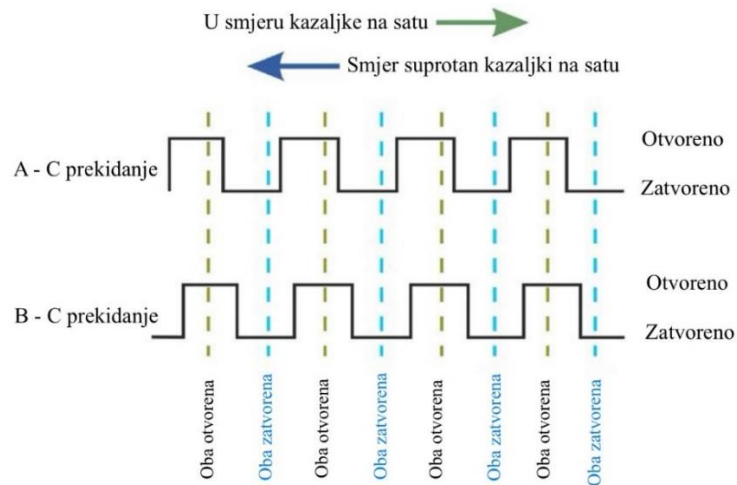 U smjeru kazaljke na satu
Smjer suprotan kazaljki na satu
A - C prekidanje
Otvoreno
Zatvoreno
B - C prekidanje
Otvoreno
Zatvoreno
Oba otvorena
Oba zatvorena
Oba otvorena
Oba zatvorena
Oba otvorena
Oba zatvorena
Oba otvorena
Oba zatvorena